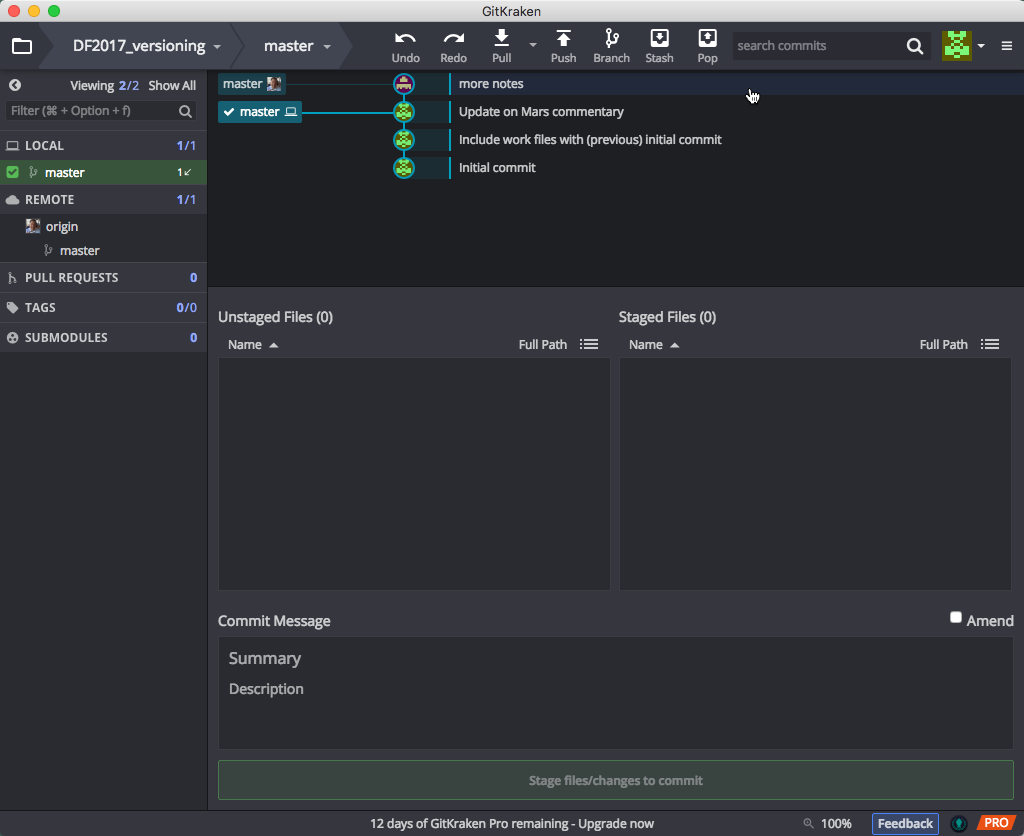 GitKraken
DF2017_versioning
master
Undo
Redo
Pull
Push
Branch
Stash
Pop
search commits
Viewing 2/2 Show All
Filter (⌘ + Option + f)
LOCAL 1/1
master 1↙
REMOTE 1/1
origin
master
PULL REQUESTS 0
TAGS 0/0
SUBMODULES 0
master more notes
master Update on Mars commentary
Include work files with (previous) initial commit
Initial commit
Unstaged Files (0)
Name Full Path
Staged Files (0)
Name Full Path
Commit Message
Amend
Summary
Description
Stage files/changes to commit
12 days of GitKraken Pro remaining - Upgrade now
100%
Feedback
PRO